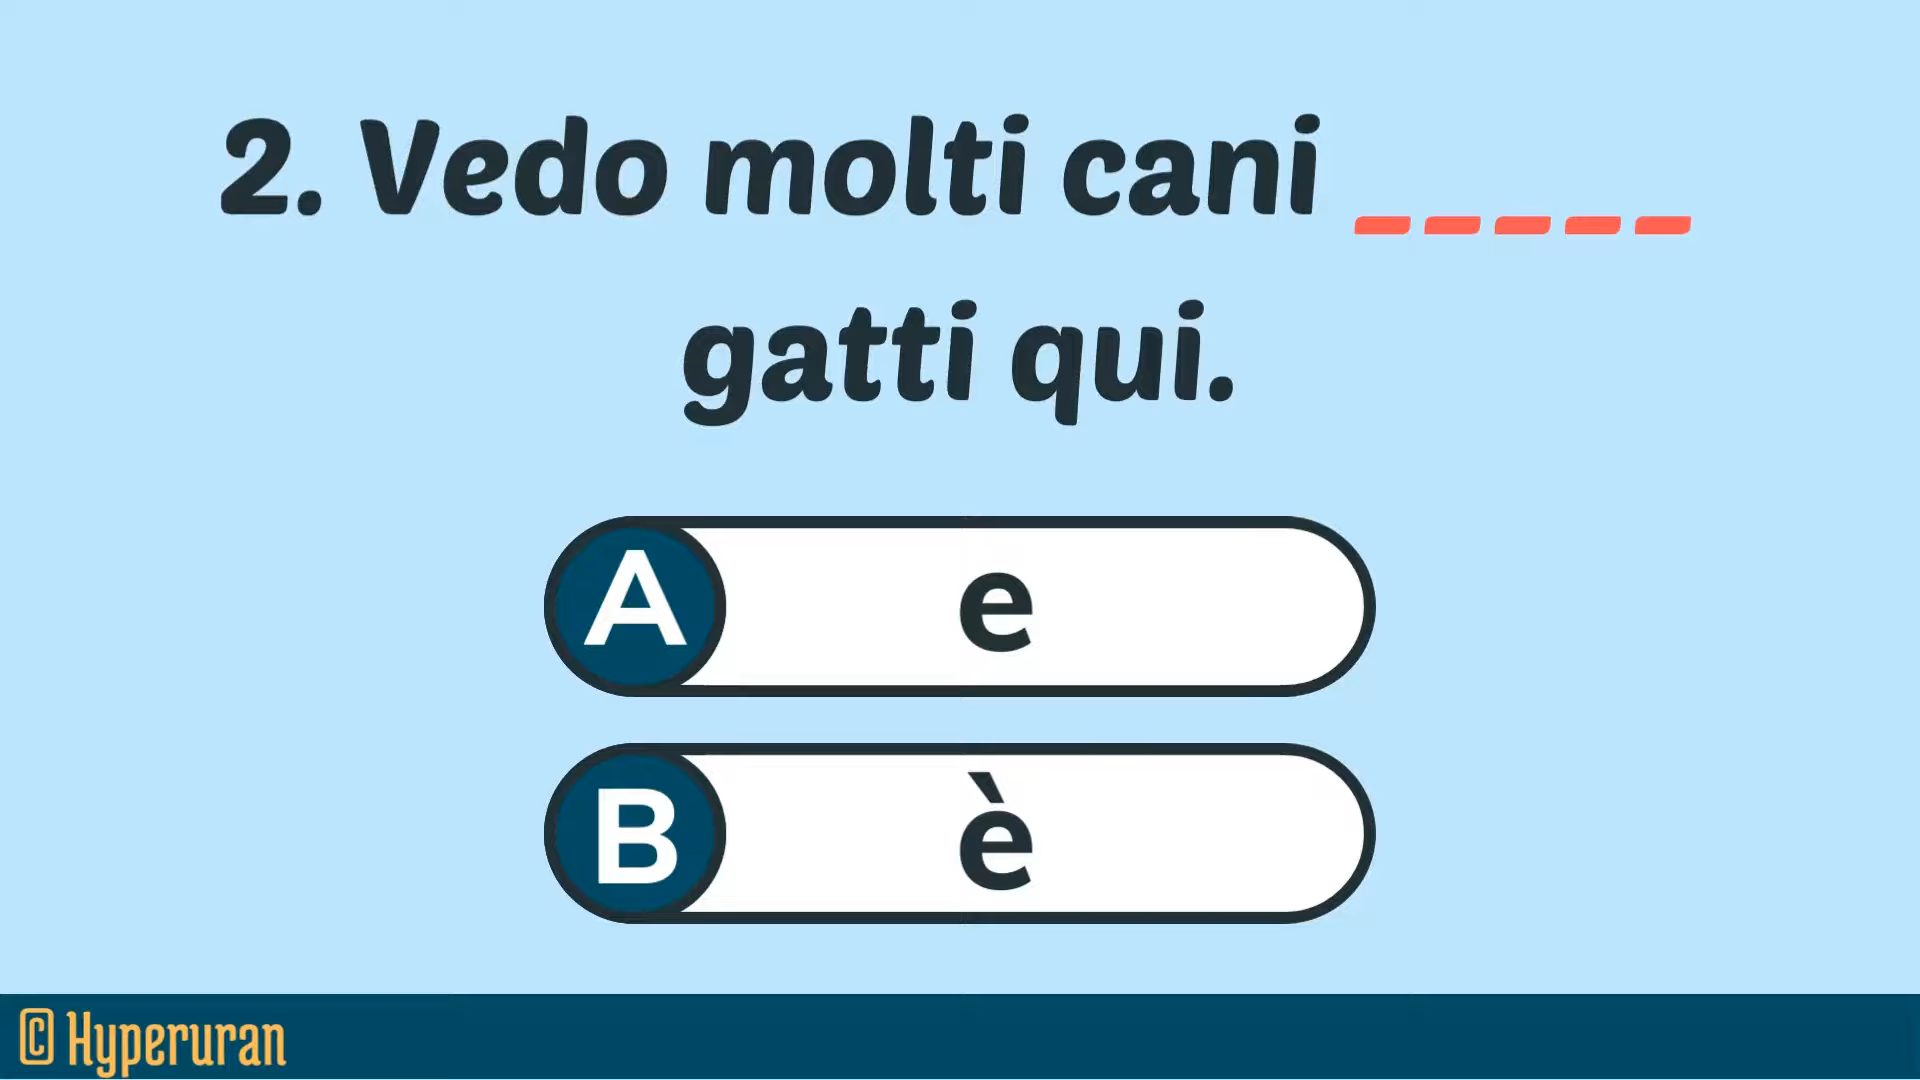 2. Vedo molti cani _____
gatti qui.
A e
B è
© Hyperuran